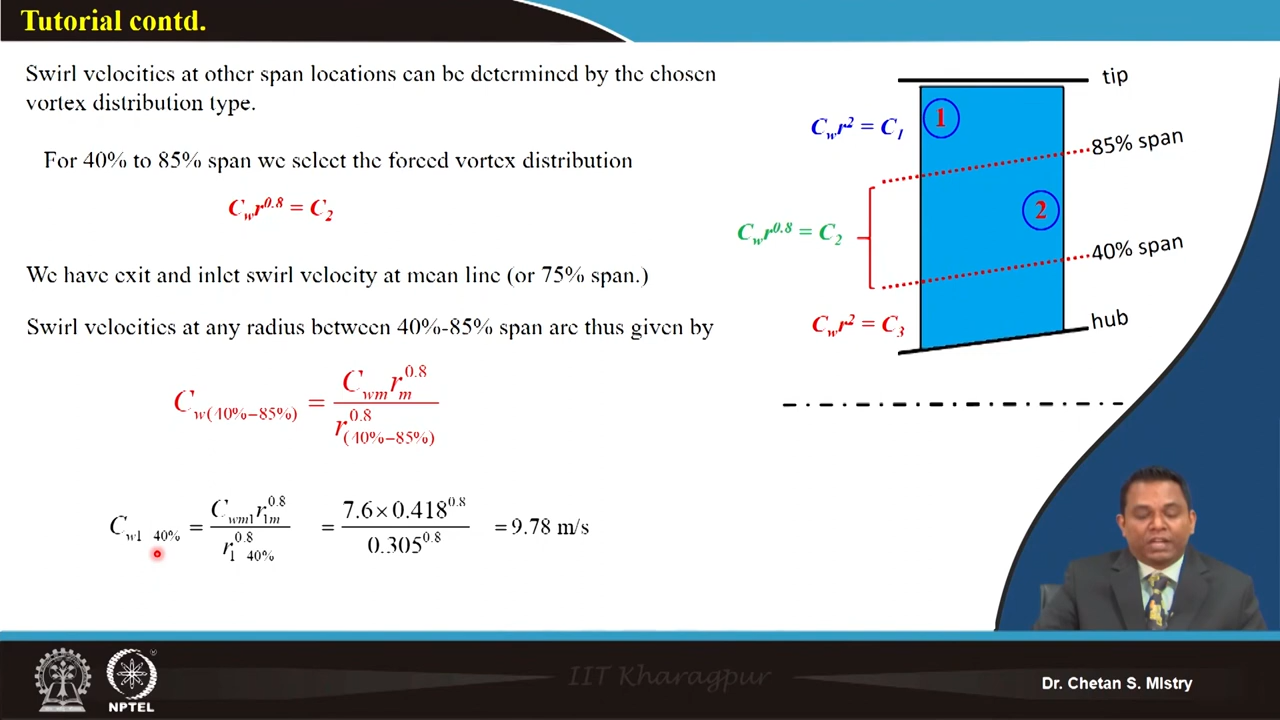 Tutorial contd.
Swirl velocities at other span locations can be determined by the chosen
vortex distribution type.
For 40% to 85% span we select the forced vortex distribution
C_w r^0.8 = C_2
We have exit and inlet swirl velocity at mean line (or 75% span.)
Swirl velocities at any radius between 40%-85% span are thus given by
C_w(40%−85%) = C_wm r_m^0.8 / r_(40%−85%)^0.8
C_w1 40% = C_wm1 r_1m^0.8 / r_1 40%^0.8 = 7.6×0.418^0.8 / 0.305^0.8 = 9.78 m/s
tip
C_w r^2 = C_1
1
85% span
2
C_w r^0.8 = C_2
40% span
C_w r^2 = C_3
hub
IIT Kharagpur
NPTEL
Dr. Chetan S. MIstry